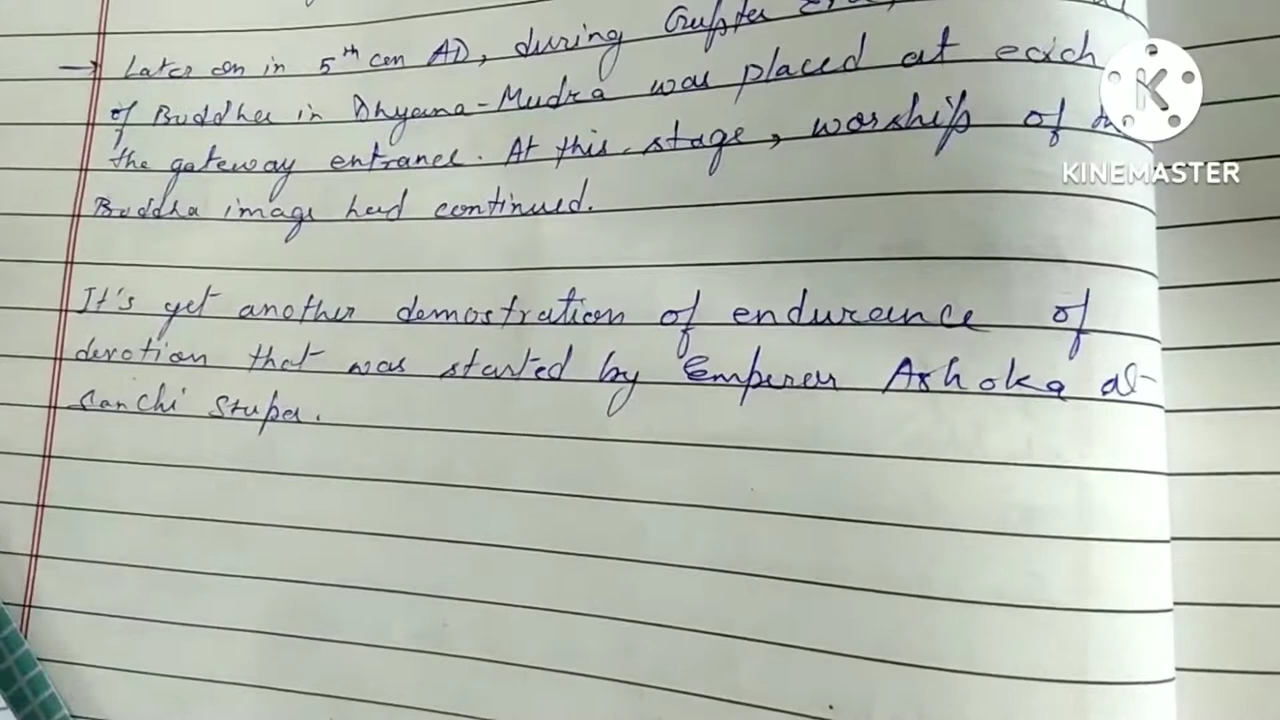 → Later on in 5th cen AD, during Gupta
of Buddha in Dhyana-Mudra was placed at each
the gateway entrance. At this stage, worship of
Buddha image had continued.
It's yet another demostration of endurance of
devotion that was started by Emperor Ashoka at
Sanchi Stupa.
K
KINEMASTER